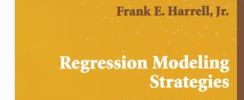 Frank E. Harrell, Jr.
Regression Modeling
Strategies